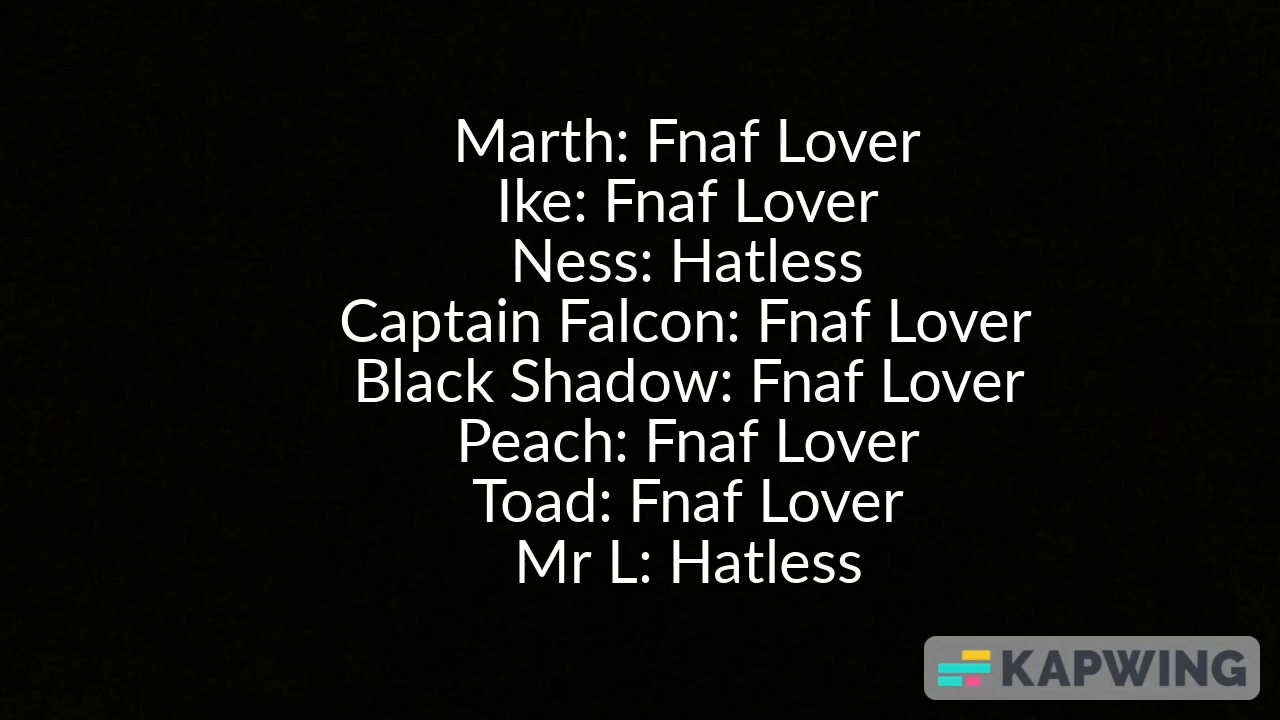 Marth: Fnaf Lover
Ike: Fnaf Lover
Ness: Hatless
Captain Falcon: Fnaf Lover
Black Shadow: Fnaf Lover
Peach: Fnaf Lover
Toad: Fnaf Lover
Mr L: Hatless
KAPWING